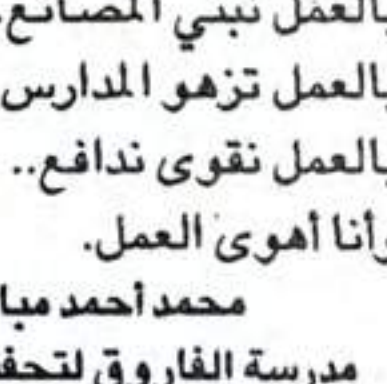 بالعمل نبني المصانع.
بالعمل تزهو المدارس
بالعمل نقوى ندافع..
وأنا أهوى العمل.
محمد أحمد
مدرسة الفاروق